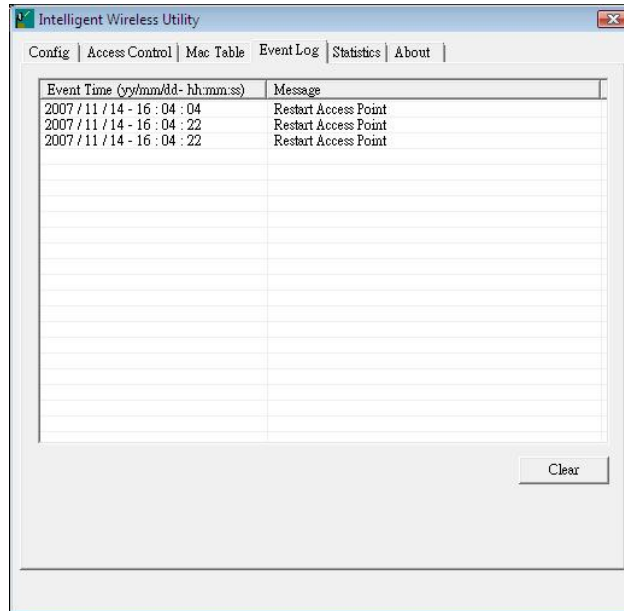 Intelligent Wireless Utility
Config Access Control Mac Table Event Log Statistics About
Event Time (yy/mm/dd- hh:mm:ss) Message
2007 / 11 / 14 - 16 : 04 : 04 Restart Access Point
2007 / 11 / 14 - 16 : 04 : 22 Restart Access Point
2007 / 11 / 14 - 16 : 04 : 22 Restart Access Point
Clear